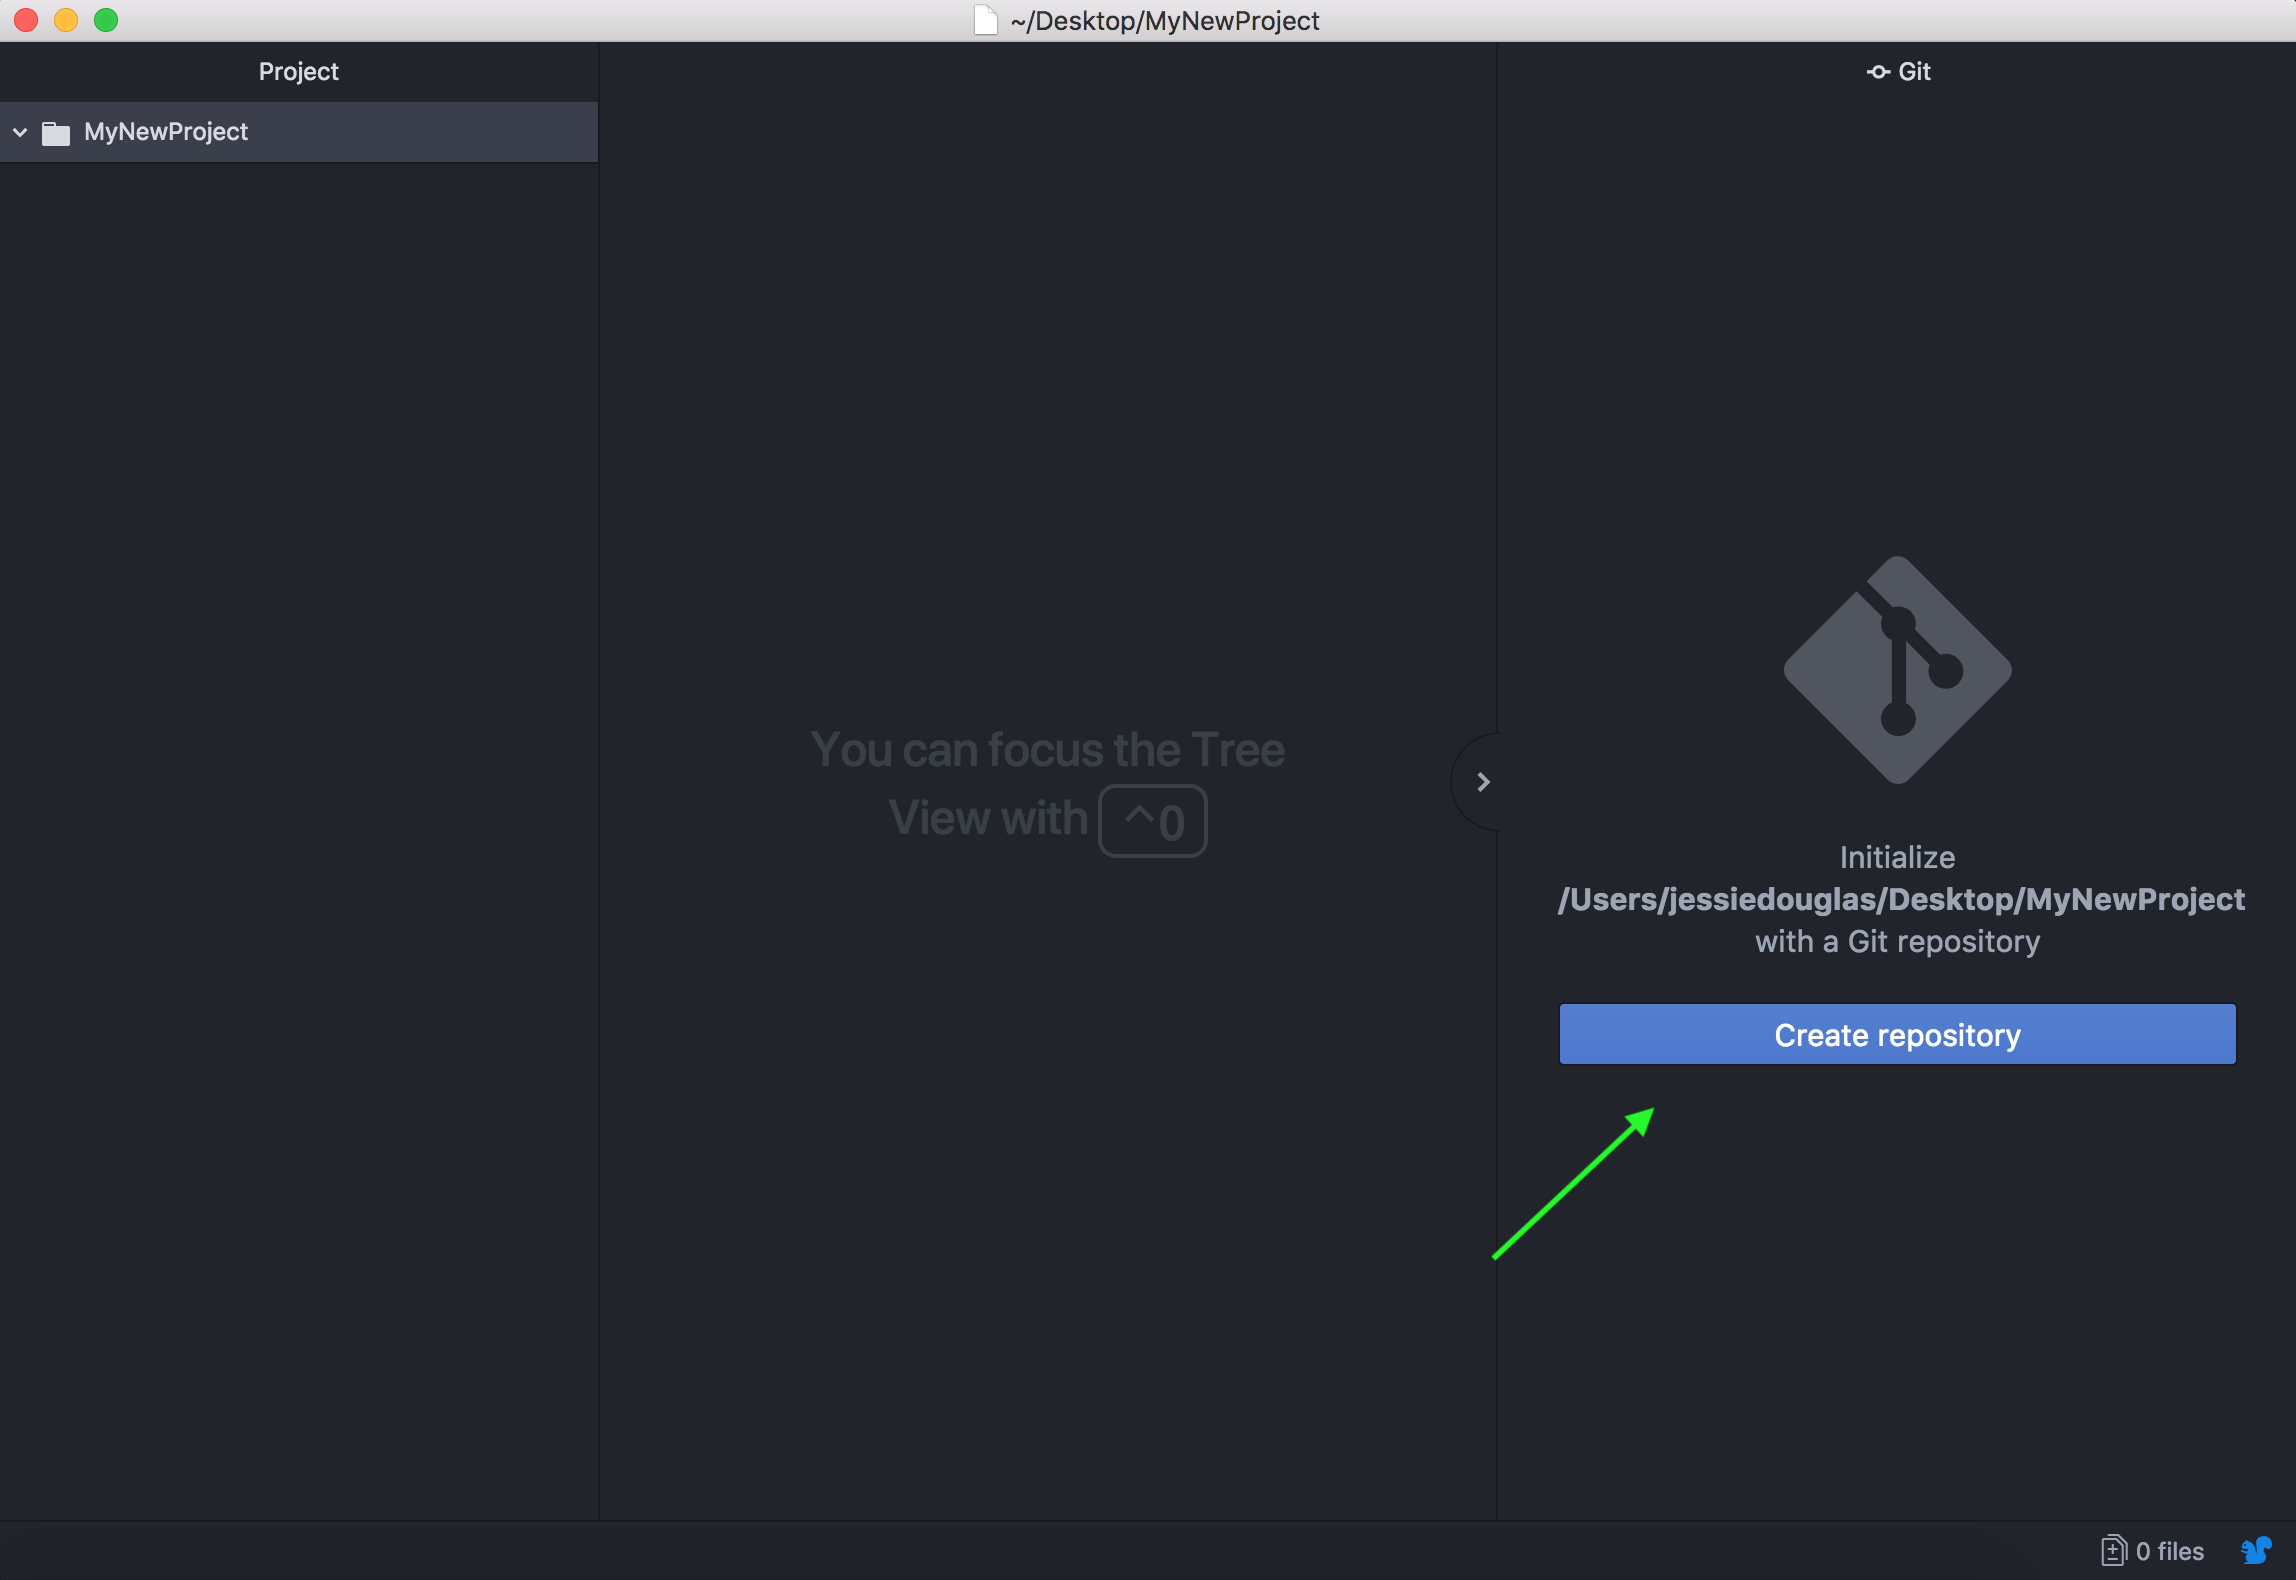 ~/Desktop/MyNewProject
Project
MyNewProject
You can focus the Tree
View with ^0
Git
Initialize
/Users/jessiedouglas/Desktop/MyNewProject
with a Git repository
Create repository
0 files